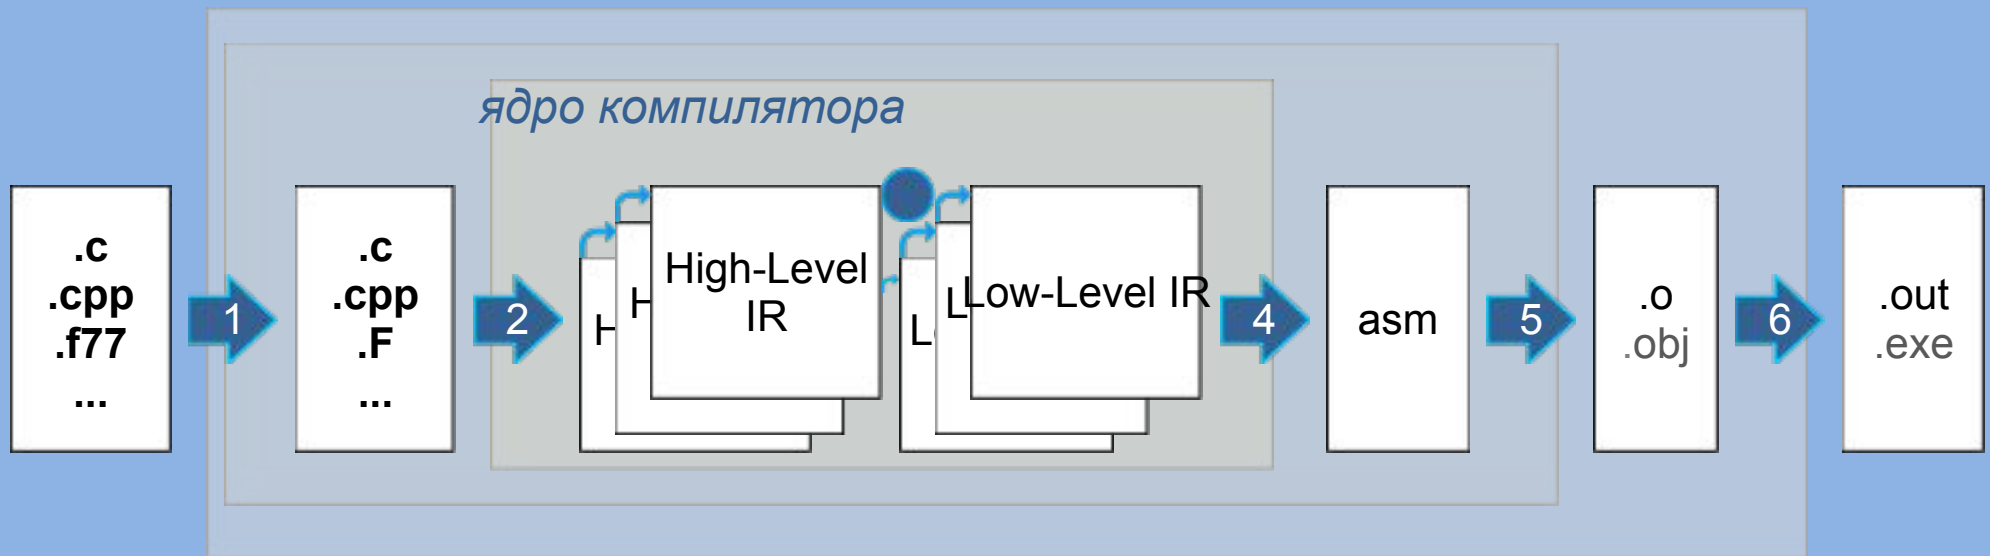 ядро компилятора
.c
.cpp
.f77
...
1
.c
.cpp
.F
...
2
H
H
High-Level
IR
L
Low-Level IR
4
asm
5
.o
.obj
6
.out
.exe